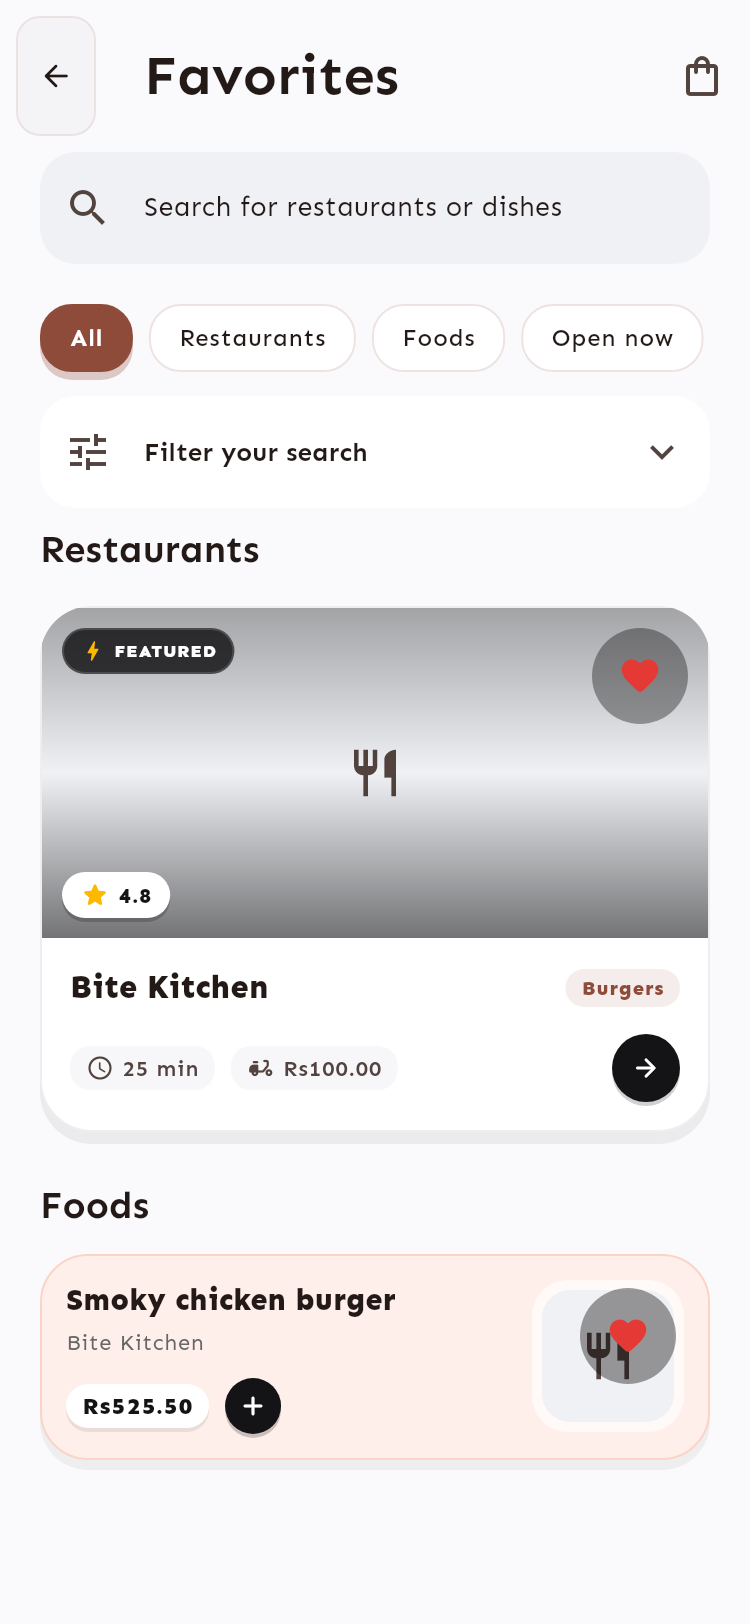 Favorites
Search for restaurants or dishes
All
Restaurants
Foods
Open now
Filter your search
Restaurants
FEATURED
4.8
Bite Kitchen
Burgers
25 min
Rs100.00
Foods
Smoky chicken burger
Bite Kitchen
Rs525.50